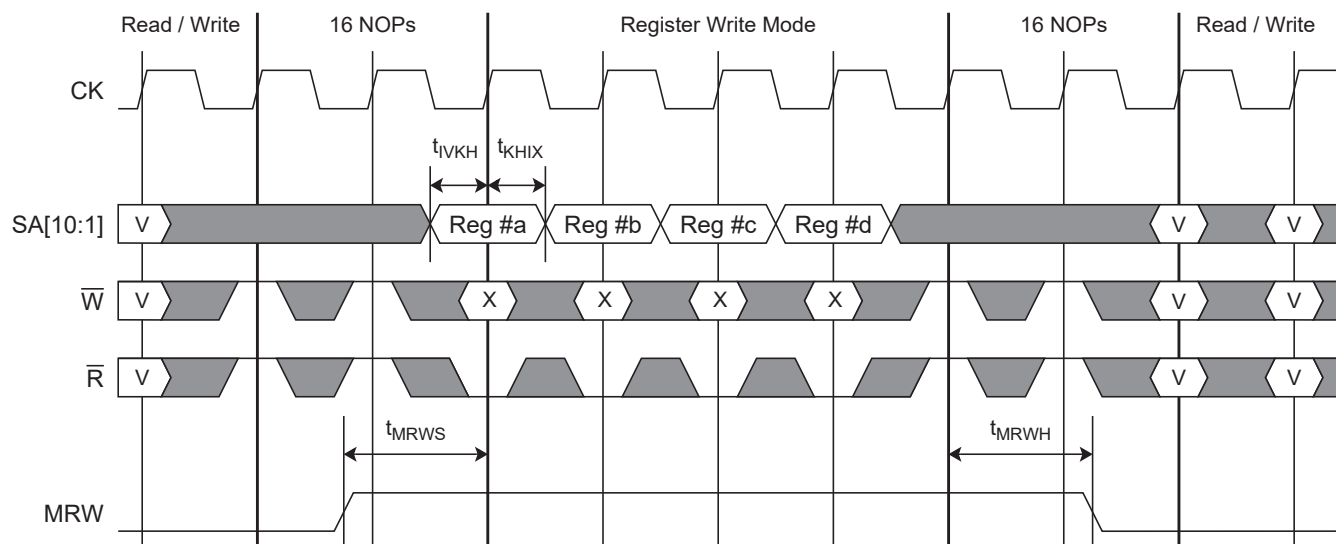 Read / Write 16 NOPs Register Write Mode 16 NOPs Read / Write
CK
tIVKH tKHIX
SA[10:1] V Reg #a Reg #b Reg #c Reg #d V V
W̅ V X X X X V V
R̅ V V V
tMRWS tMRWH
MRW